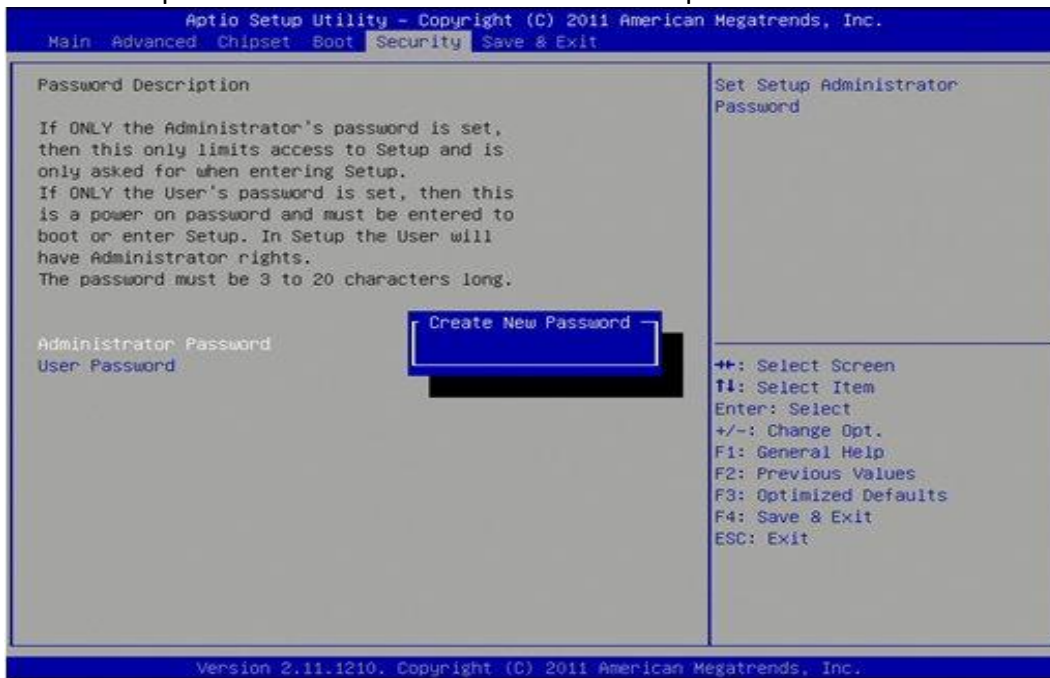 Aptio Setup Utility – Copyright (C) 2011 American Megatrends, Inc.
Main Advanced Chipset Boot Security Save & Exit
Password Description
If ONLY the Administrator's password is set,
then this only limits access to Setup and is
only asked for when entering Setup.
If ONLY the User's password is set, then this
is a power on password and must be entered to
boot or enter Setup. In Setup the User will
have Administrator rights.
The password must be 3 to 20 characters long.
Create New Password
Administrator Password
User Password
Set Setup Administrator
Password
→←: Select Screen
↑↓: Select Item
Enter: Select
+/-: Change Opt.
F1: General Help
F2: Previous Values
F3: Optimized Defaults
F4: Save & Exit
ESC: Exit
Version 2.11.1210. Copyright (C) 2011 American Megatrends, Inc.